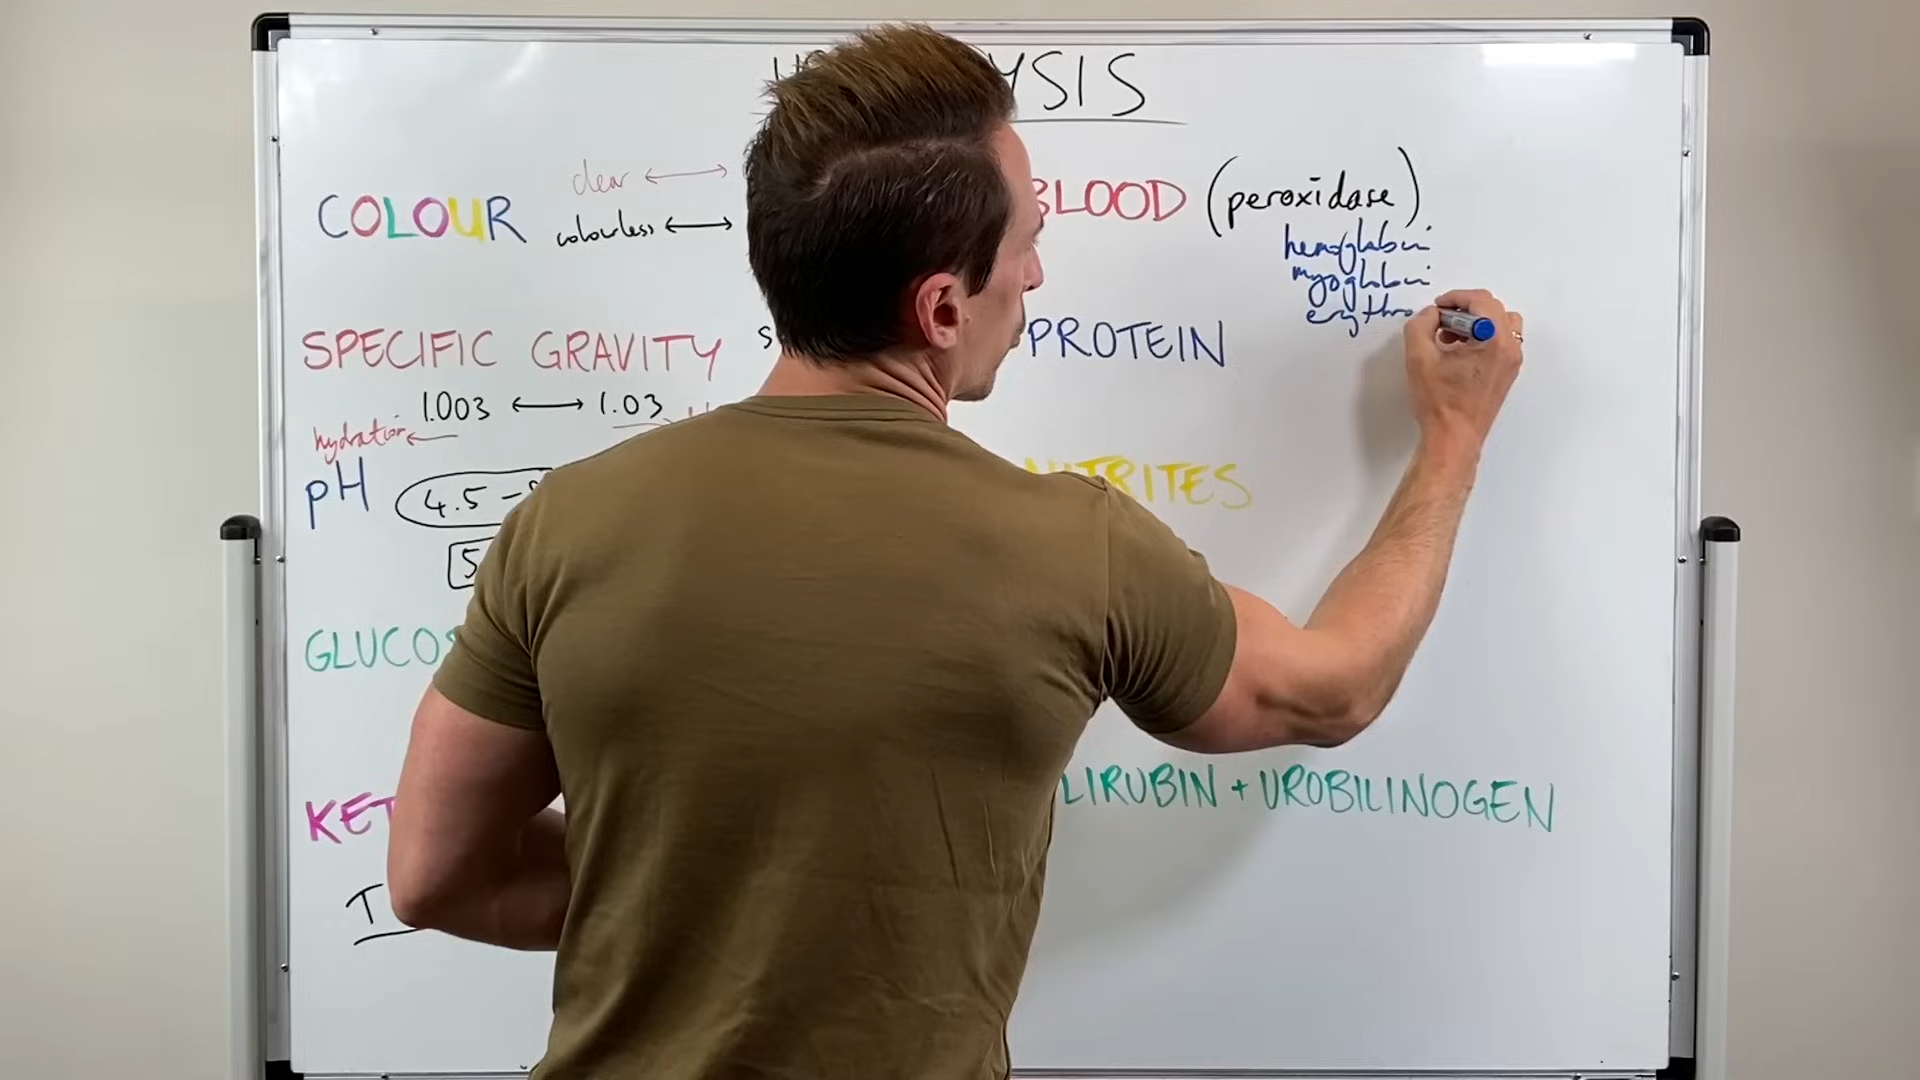 YSIS
COLOUR
clear
colourless
SPECIFIC GRAVITY
1.003 ⟷ 1.03
hydration
pH
4.5 -
5
GLUCOS
KET
BLOOD (peroxidase)
hemoglobin
myoglobin
erythro
PROTEIN
NITRITES
LIRUBIN + UROBILINOGEN